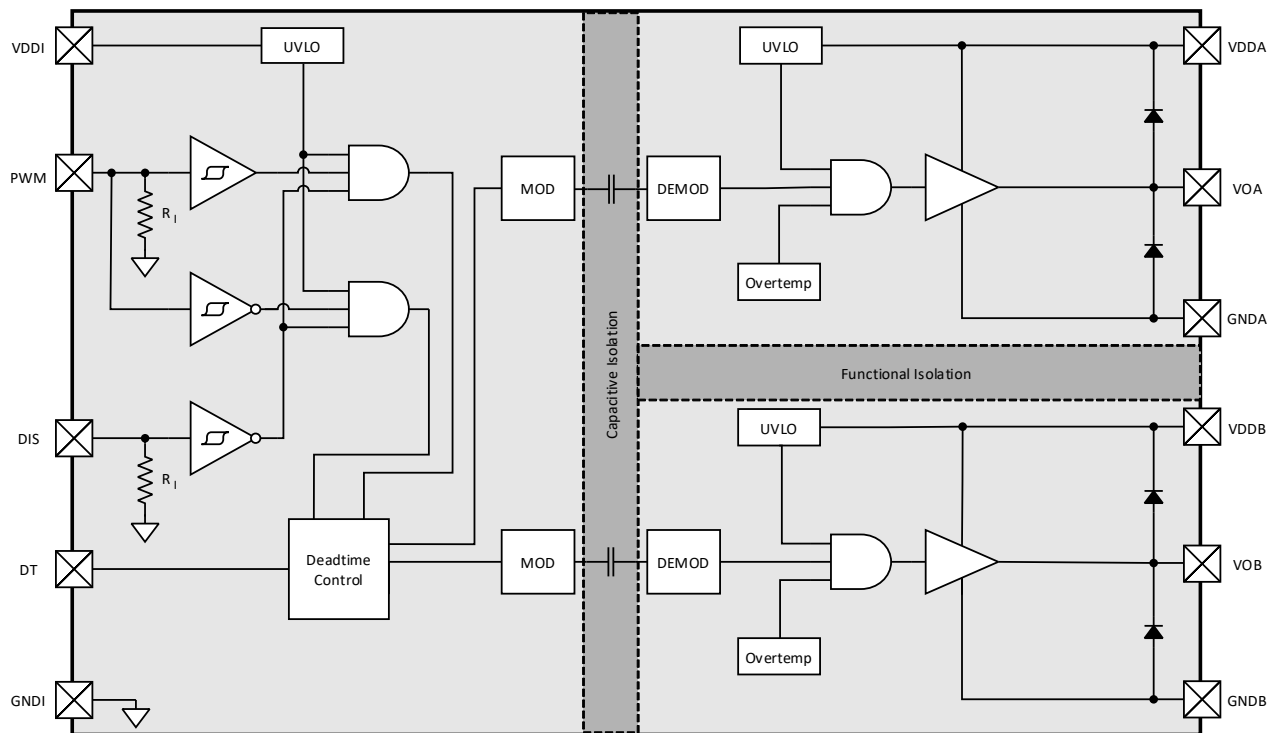 VDDI
UVLO
UVLO
VDDA
PWM
R I
MOD
DEMOD
VOA
Overtemp
GNDA
Capacitive Isolation
Functional Isolation
DIS
R I
UVLO
VDDB
DT
Deadtime
Control
MOD
DEMOD
VOB
Overtemp
GNDI
GNDB